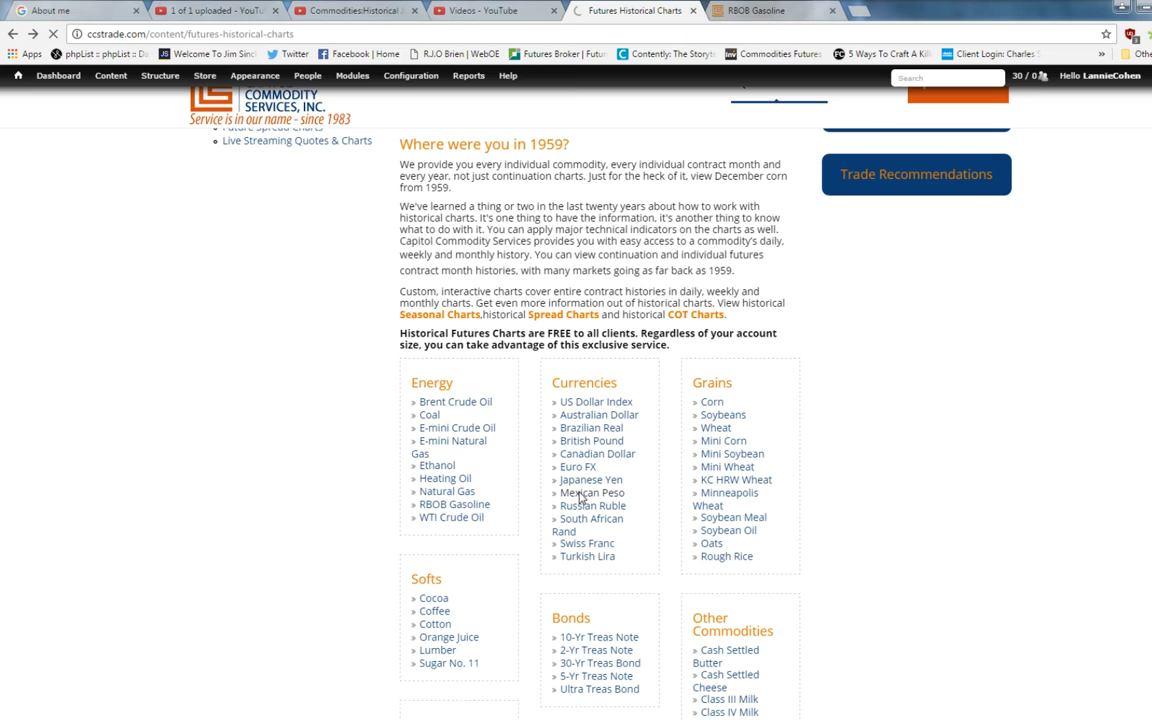 About me
1 of 1 uploaded - YouTu
Commodities:Historical
Videos - YouTube
Futures Historical Charts
RBOB Gasoline
ccstrade.com/content/futures-historical-charts
Apps
phpList :: phpList :: ve
Welcome To Jim Sincl
Twitter
Facebook | Home
R.J.O Brien | WebOE
Futures Broker | Futu
Contently: The Storyt
Commodities Futures
5 Ways To Craft A Kill
Client Login: Charles S
»
Othe
Dashboard Content Structure Store Appearance People Modules Configuration Reports Help
Search
30 / 0
Hello LannieCohen
COMMODITY
SERVICES, INC.
Service is in our name - since 1983
Future Spread Charts
Live Streaming Quotes & Charts
Where were you in 1959?
We provide you every individual commodity, every individual contract month and
every year, not just continuation charts. Just for the heck of it, view December corn
from 1959.
We've learned a thing or two in the last twenty years about how to work with
historical charts. It's one thing to have the information, it's another thing to know
what to do with it. You can apply major technical indicators on the charts as well.
Capitol Commodity Services provides you with easy access to a commodity's daily,
weekly and monthly history. You can view continuation and individual futures
contract month histories, with many markets going as far back as 1959.
Custom, interactive charts cover entire contract histories in daily, weekly and
monthly charts. Get even more information out of historical charts. View historical
Seasonal Charts,historical Spread Charts and historical COT Charts.
Historical Futures Charts are FREE to all clients. Regardless of your account
size, you can take advantage of this exclusive service.
Trade Recommendations
Energy
» Brent Crude Oil
» Coal
» E-mini Crude Oil
» E-mini Natural
Gas
» Ethanol
» Heating Oil
» Natural Gas
» RBOB Gasoline
» WTI Crude Oil
Softs
» Cocoa
» Coffee
» Cotton
» Orange Juice
» Lumber
» Sugar No. 11
Currencies
» US Dollar Index
» Australian Dollar
» Brazilian Real
» British Pound
» Canadian Dollar
» Euro FX
» Japanese Yen
» Mexican Peso
» Russian Ruble
» South African
Rand
» Swiss Franc
» Turkish Lira
Bonds
» 10-Yr Treas Note
» 2-Yr Treas Note
» 30-Yr Treas Bond
» 5-Yr Treas Note
» Ultra Treas Bond
Grains
» Corn
» Soybeans
» Wheat
» Mini Corn
» Mini Soybean
» Mini Wheat
» KC HRW Wheat
» Minneapolis
Wheat
» Soybean Meal
» Soybean Oil
» Oats
» Rough Rice
Other
Commodities
» Cash Settled
Butter
» Cash Settled
Cheese
» Class III Milk
» Class IV Milk